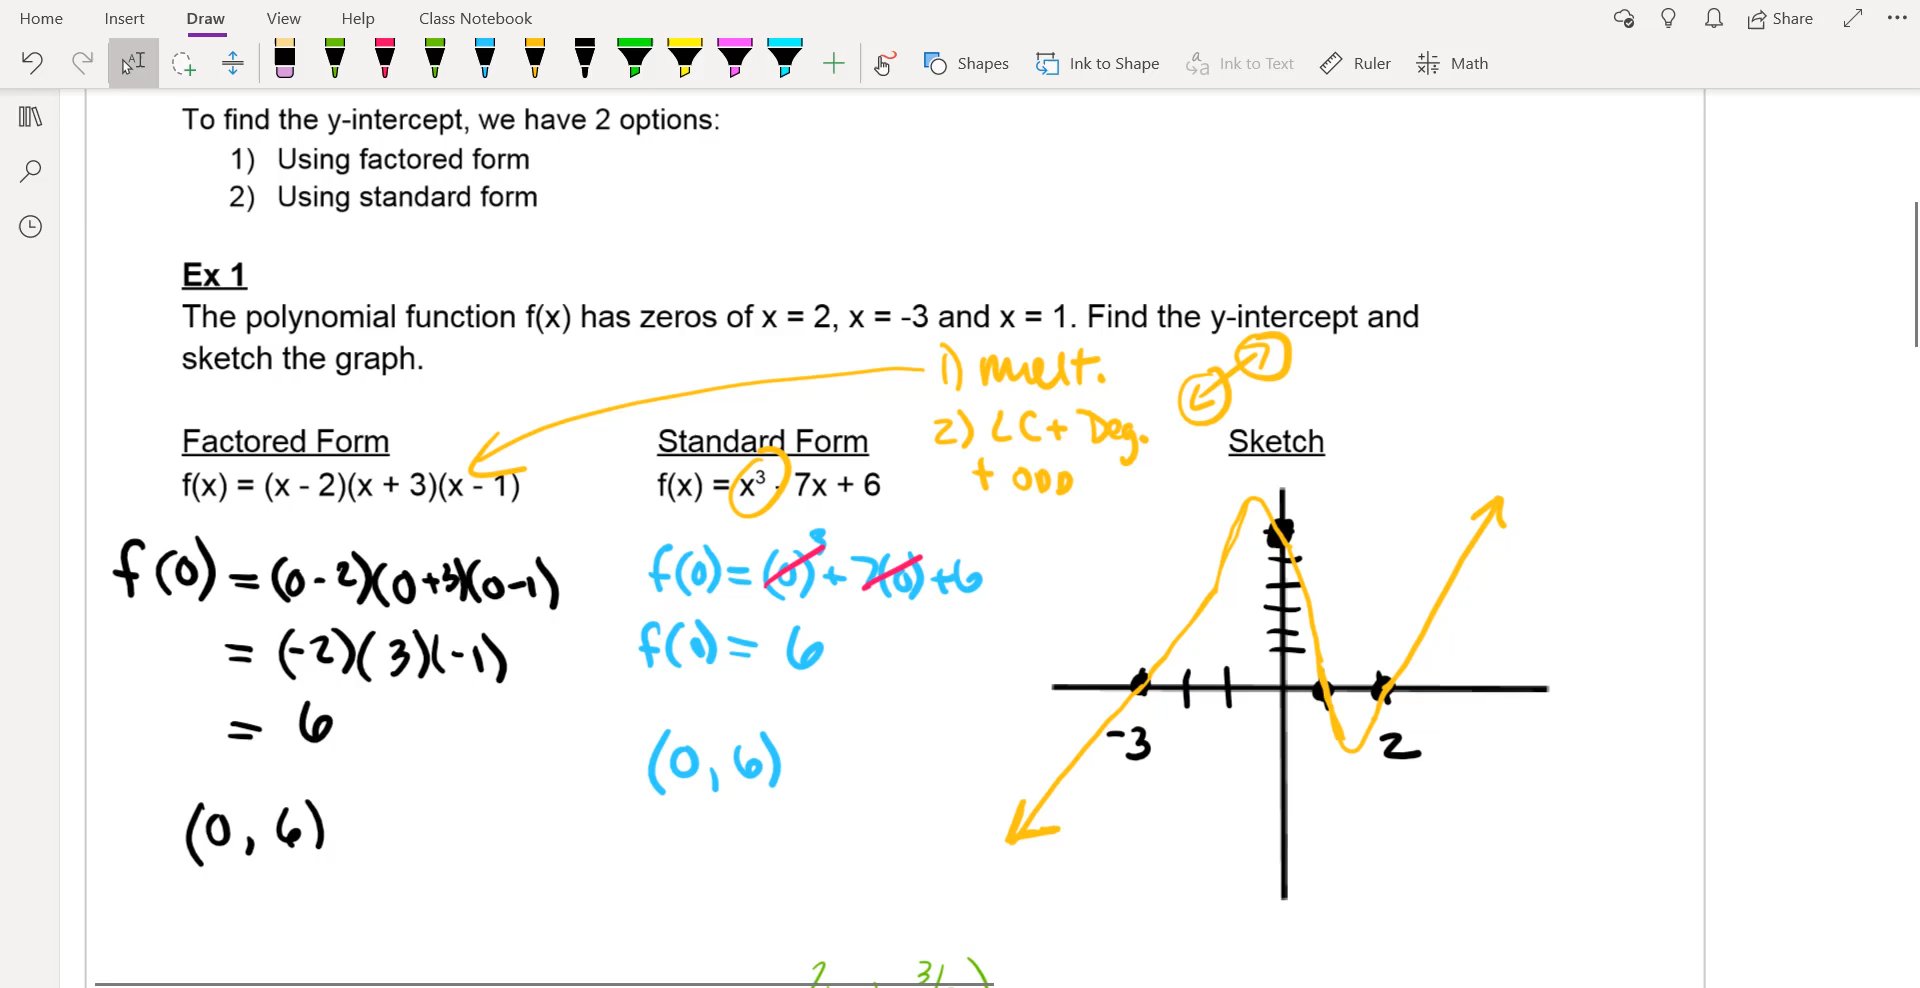 Home Insert Draw View Help Class Notebook Share
Shapes Ink to Shape Ink to Text Ruler Math
To find the y-intercept, we have 2 options:
1) Using factored form
2) Using standard form
Ex 1
The polynomial function f(x) has zeros of x = 2, x = -3 and x = 1. Find the y-intercept and
sketch the graph.
1) mult.
2) LC + Deg.
+ ODD
Factored Form
f(x) = (x - 2)(x + 3)(x - 1)
f(0) = (0-2)(0+3)(0-1)
= (-2)(3)(-1)
= 6
(0, 6)
Standard Form
f(x) = x³ - 7x + 6
f(0) = (0)³ + 7(0) + 6
f(0) = 6
(0, 6)
Sketch
-3
2